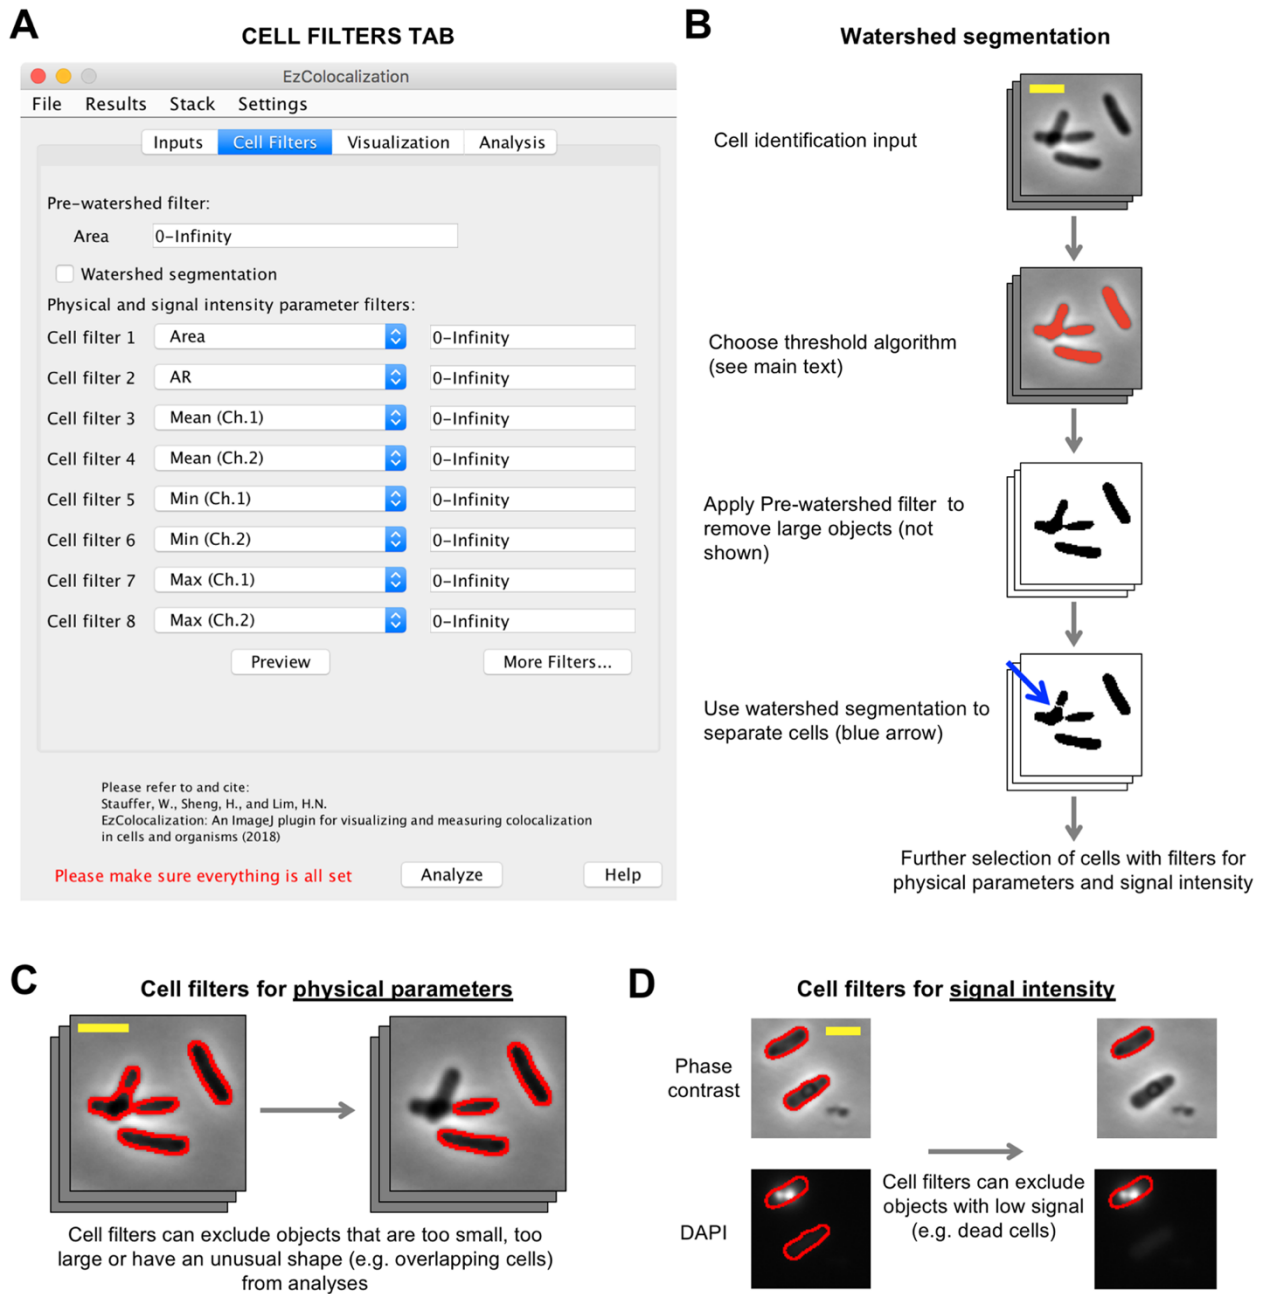 A
CELL FILTERS TAB
EzColocalization
File Results Stack Settings
Inputs Cell Filters Visualization Analysis
Pre-watershed filter:
Area 0-Infinity
Watershed segmentation
Physical and signal intensity parameter filters:
Cell filter 1 Area 0-Infinity
Cell filter 2 AR 0-Infinity
Cell filter 3 Mean (Ch.1) 0-Infinity
Cell filter 4 Mean (Ch.2) 0-Infinity
Cell filter 5 Min (Ch.1) 0-Infinity
Cell filter 6 Min (Ch.2) 0-Infinity
Cell filter 7 Max (Ch.1) 0-Infinity
Cell filter 8 Max (Ch.2) 0-Infinity
Preview More Filters...
Please refer to and cite:
Stauffer, W., Sheng, H., and Lim, H.N.
EzColocalization: An ImageJ plugin for visualizing and measuring colocalization
in cells and organisms (2018)
Please make sure everything is all set Analyze Help
B
Watershed segmentation
Cell identification input
Choose threshold algorithm
(see main text)
Apply Pre-watershed filter to
remove large objects (not
shown)
Use watershed segmentation to
separate cells (blue arrow)
Further selection of cells with filters for
physical parameters and signal intensity
C
Cell filters for physical parameters
Cell filters can exclude objects that are too small, too
large or have an unusual shape (e.g. overlapping cells)
from analyses
D
Cell filters for signal intensity
Phase
contrast
DAPI
Cell filters can exclude
objects with low signal
(e.g. dead cells)